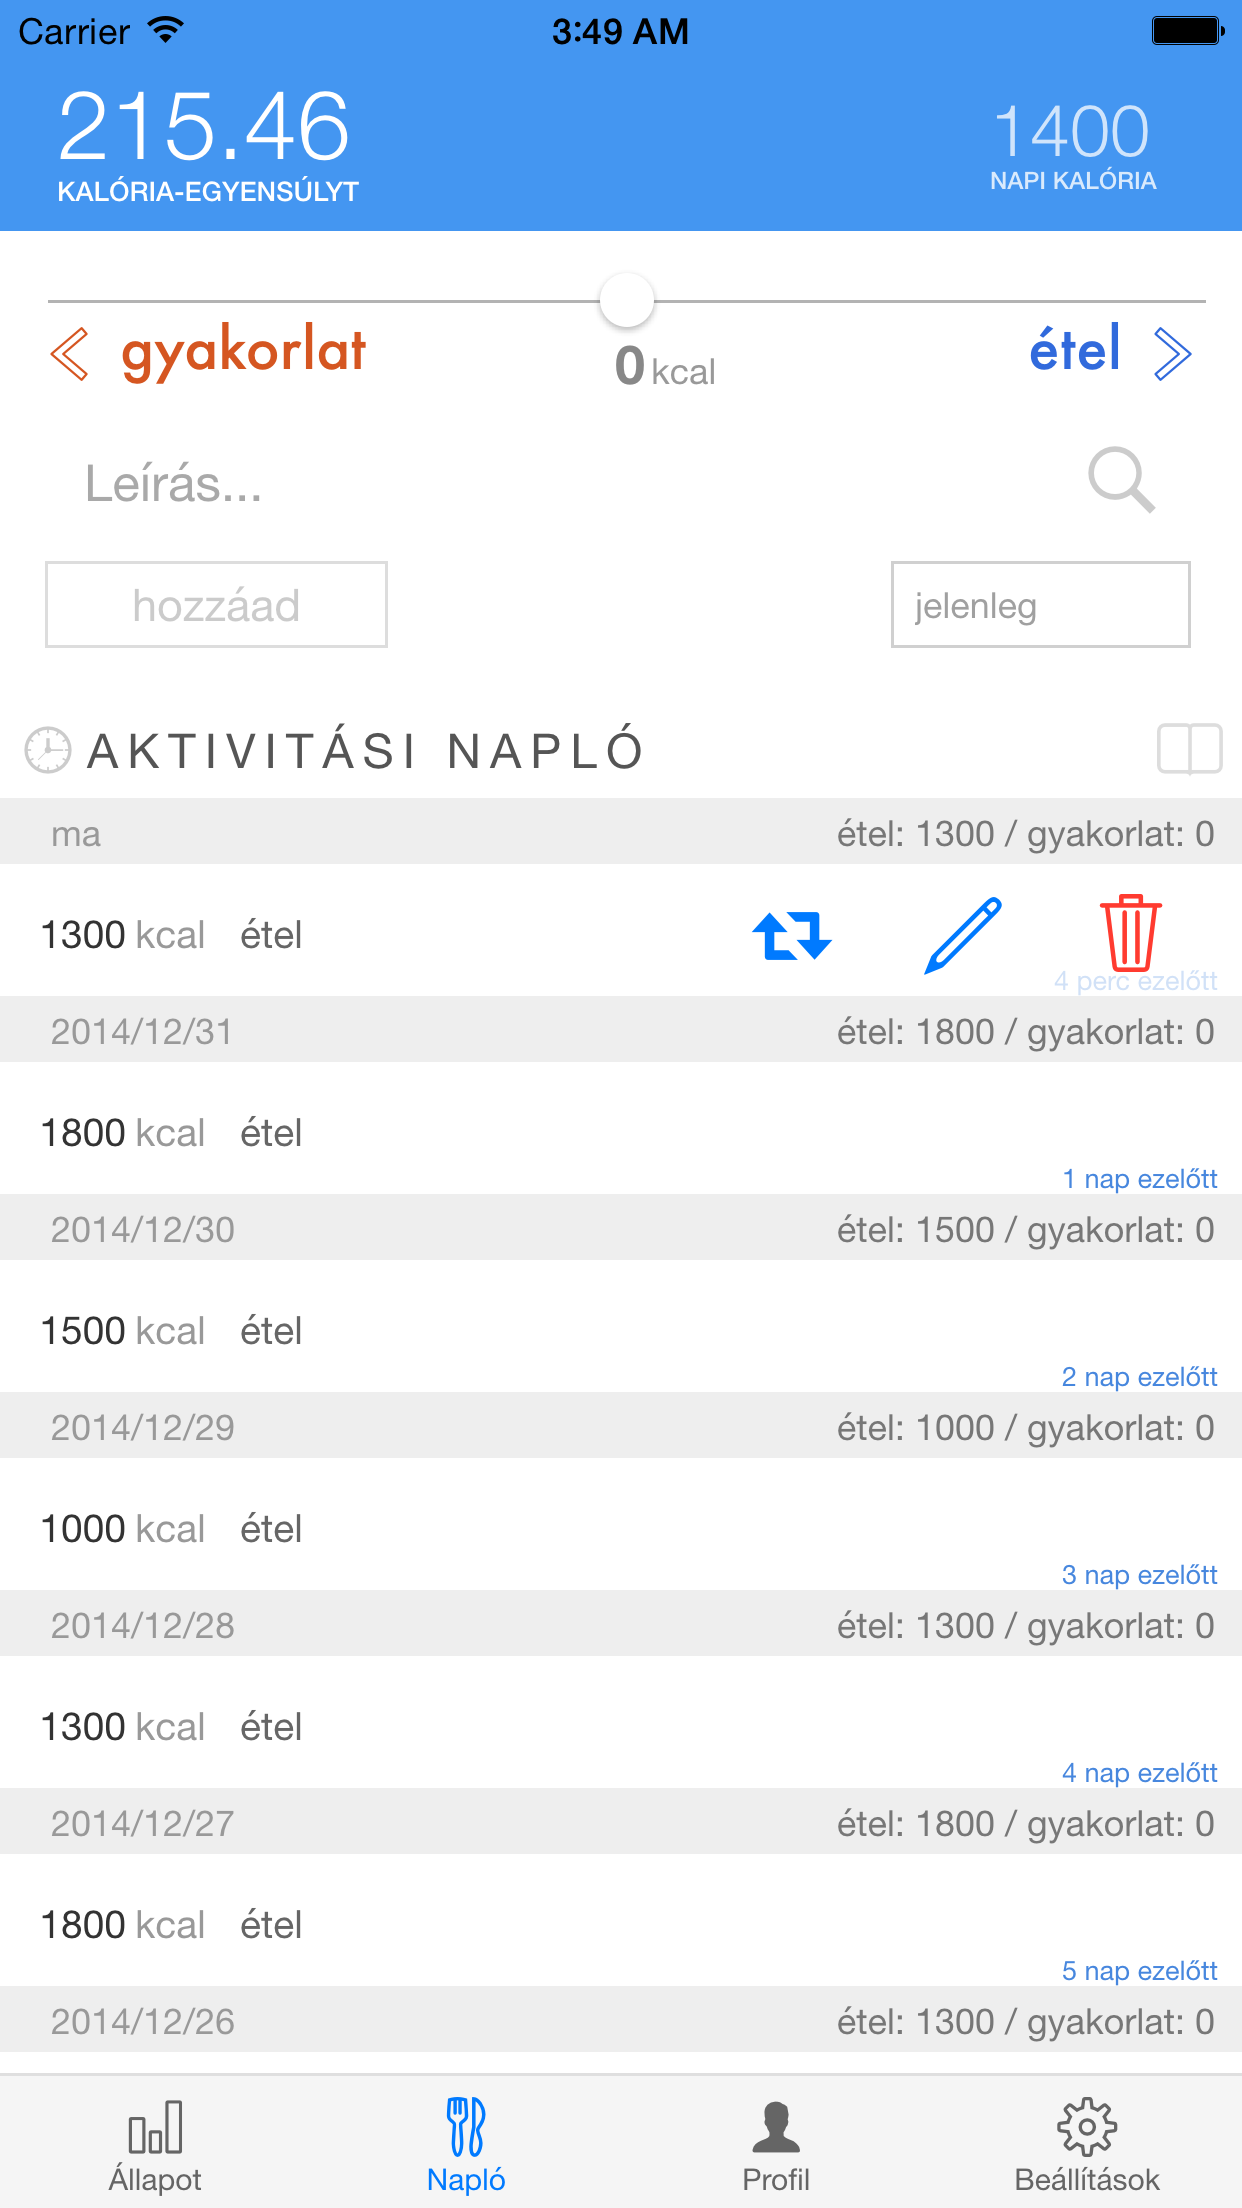 Carrier 3:49 AM
215.46 1400
KALÓRIA-EGYENSÚLYT NAPI KALÓRIA
gyakorlat 0 kcal étel
Leírás...
hozzáad jelenleg
AKTIVITÁSI NAPLÓ
ma étel: 1300 / gyakorlat: 0
1300 kcal étel
4 perc ezelőtt
2014/12/31 étel: 1800 / gyakorlat: 0
1800 kcal étel
1 nap ezelőtt
2014/12/30 étel: 1500 / gyakorlat: 0
1500 kcal étel
2 nap ezelőtt
2014/12/29 étel: 1000 / gyakorlat: 0
1000 kcal étel
3 nap ezelőtt
2014/12/28 étel: 1300 / gyakorlat: 0
1300 kcal étel
4 nap ezelőtt
2014/12/27 étel: 1800 / gyakorlat: 0
1800 kcal étel
5 nap ezelőtt
2014/12/26 étel: 1300 / gyakorlat: 0
Állapot Napló Profil Beállítások